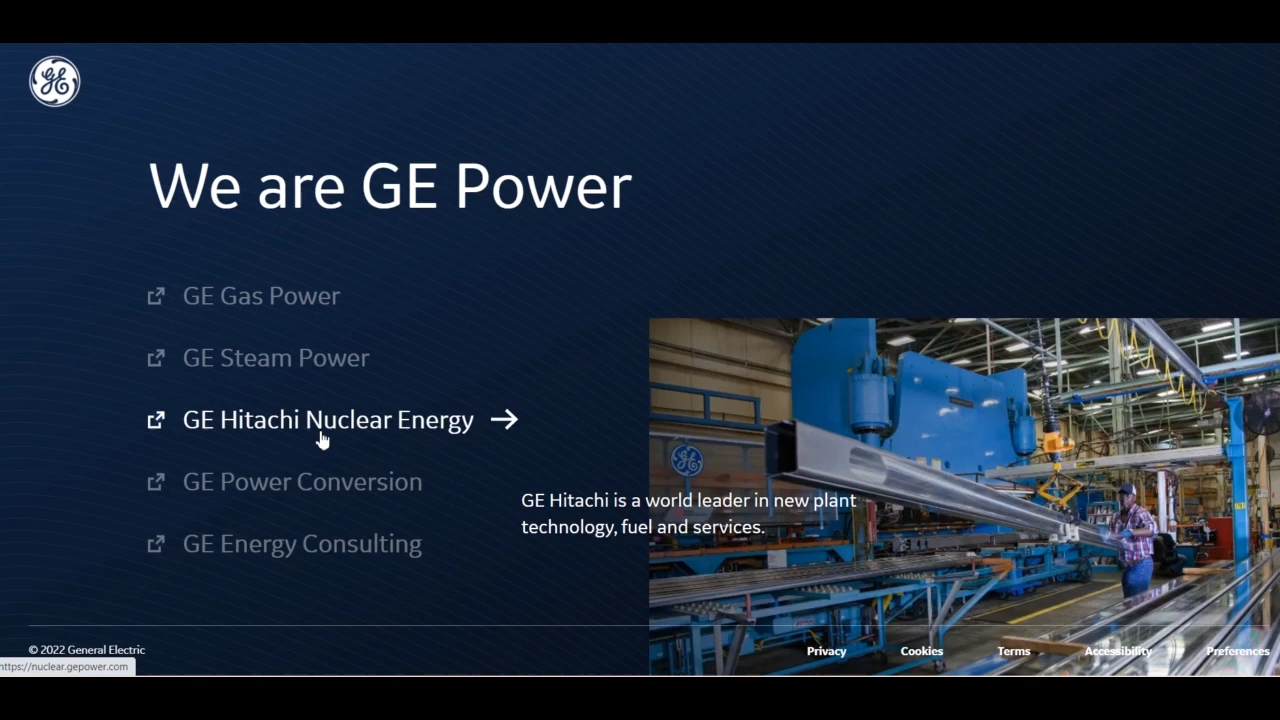 GE
We are GE Power
GE Gas Power
GE Steam Power
GE Hitachi Nuclear Energy
GE Power Conversion
GE Energy Consulting
GE
GE Hitachi is a world leader in new plant
technology, fuel and services.
© 2022 General Electric
Privacy
Cookies
Terms
Accessibility
Preferences
https://nuclear.gepower.com